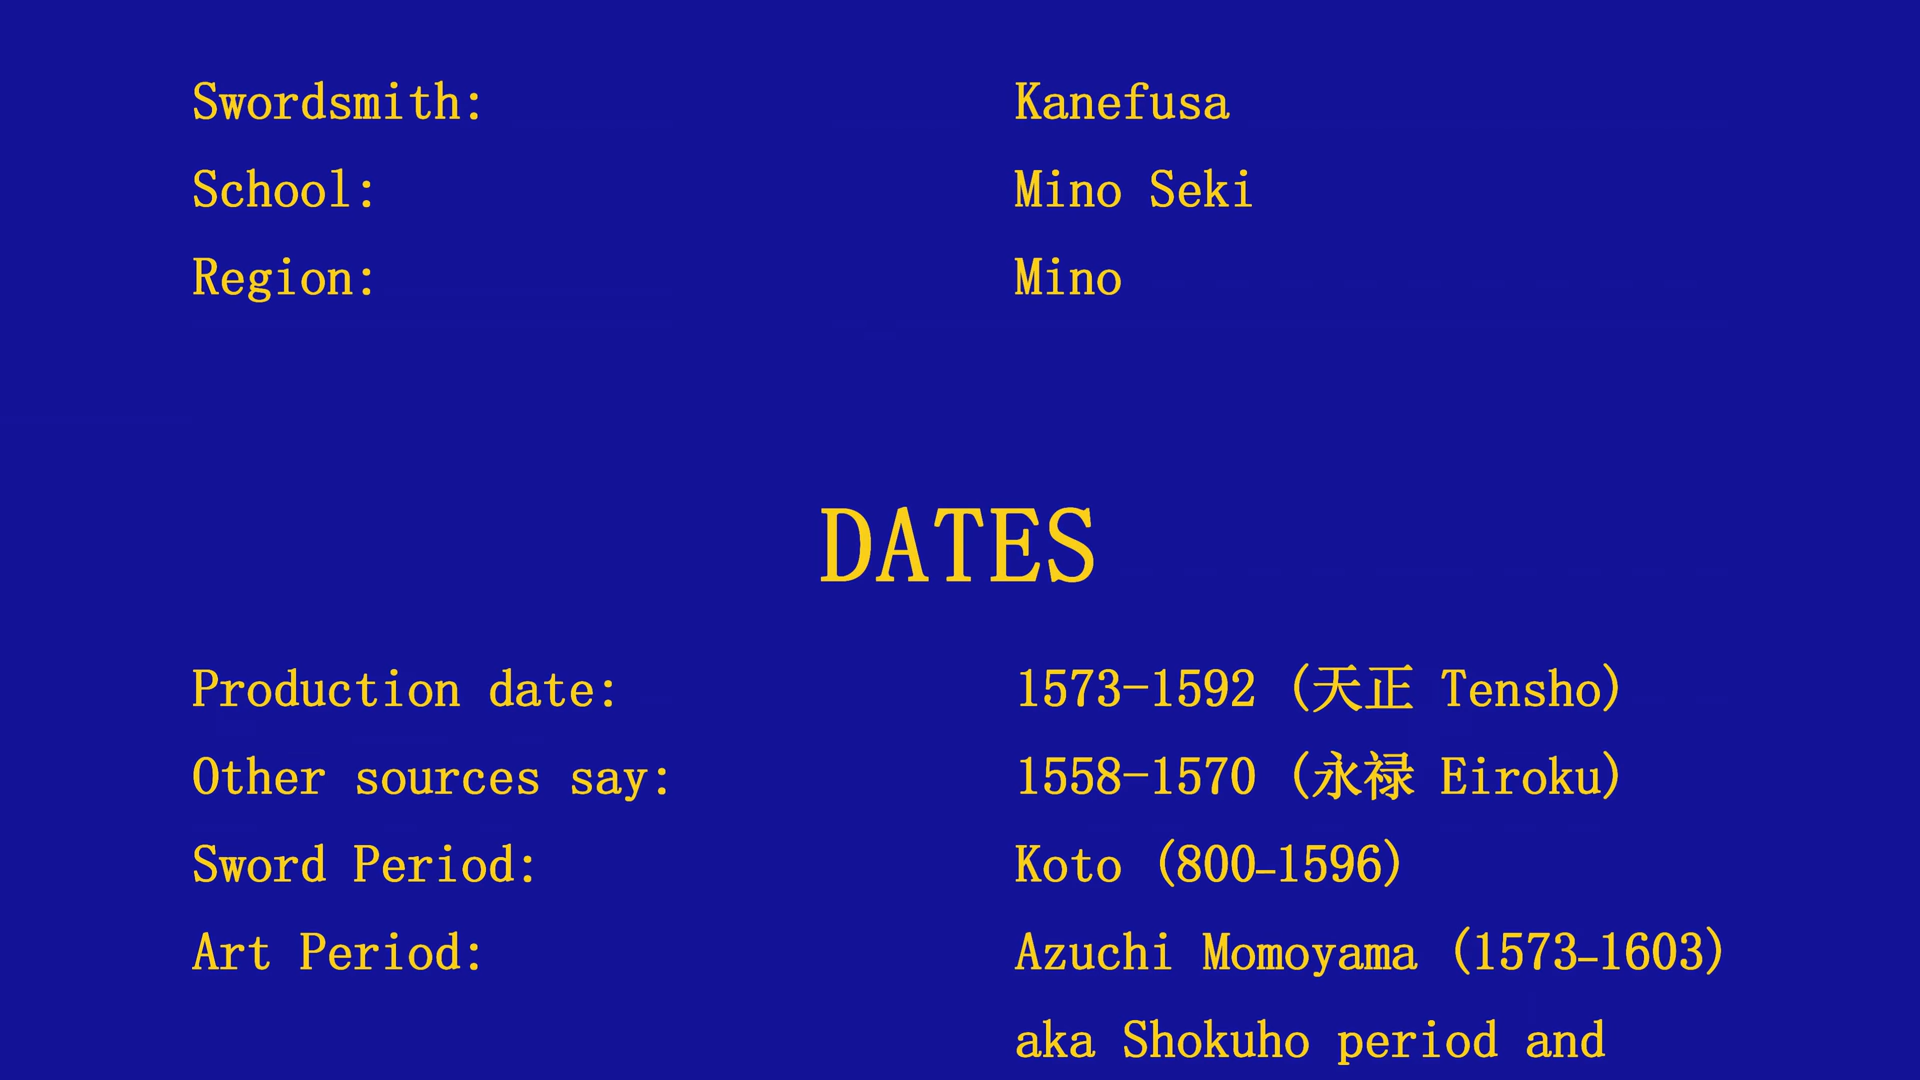 Swordsmith: Kanefusa
School: Mino Seki
Region: Mino
DATES
Production date: 1573-1592 (天正 Tensho)
Other sources say: 1558-1570 (永禄 Eiroku)
Sword Period: Koto (800–1596)
Art Period: Azuchi Momoyama (1573–1603)
aka Shokuho period and